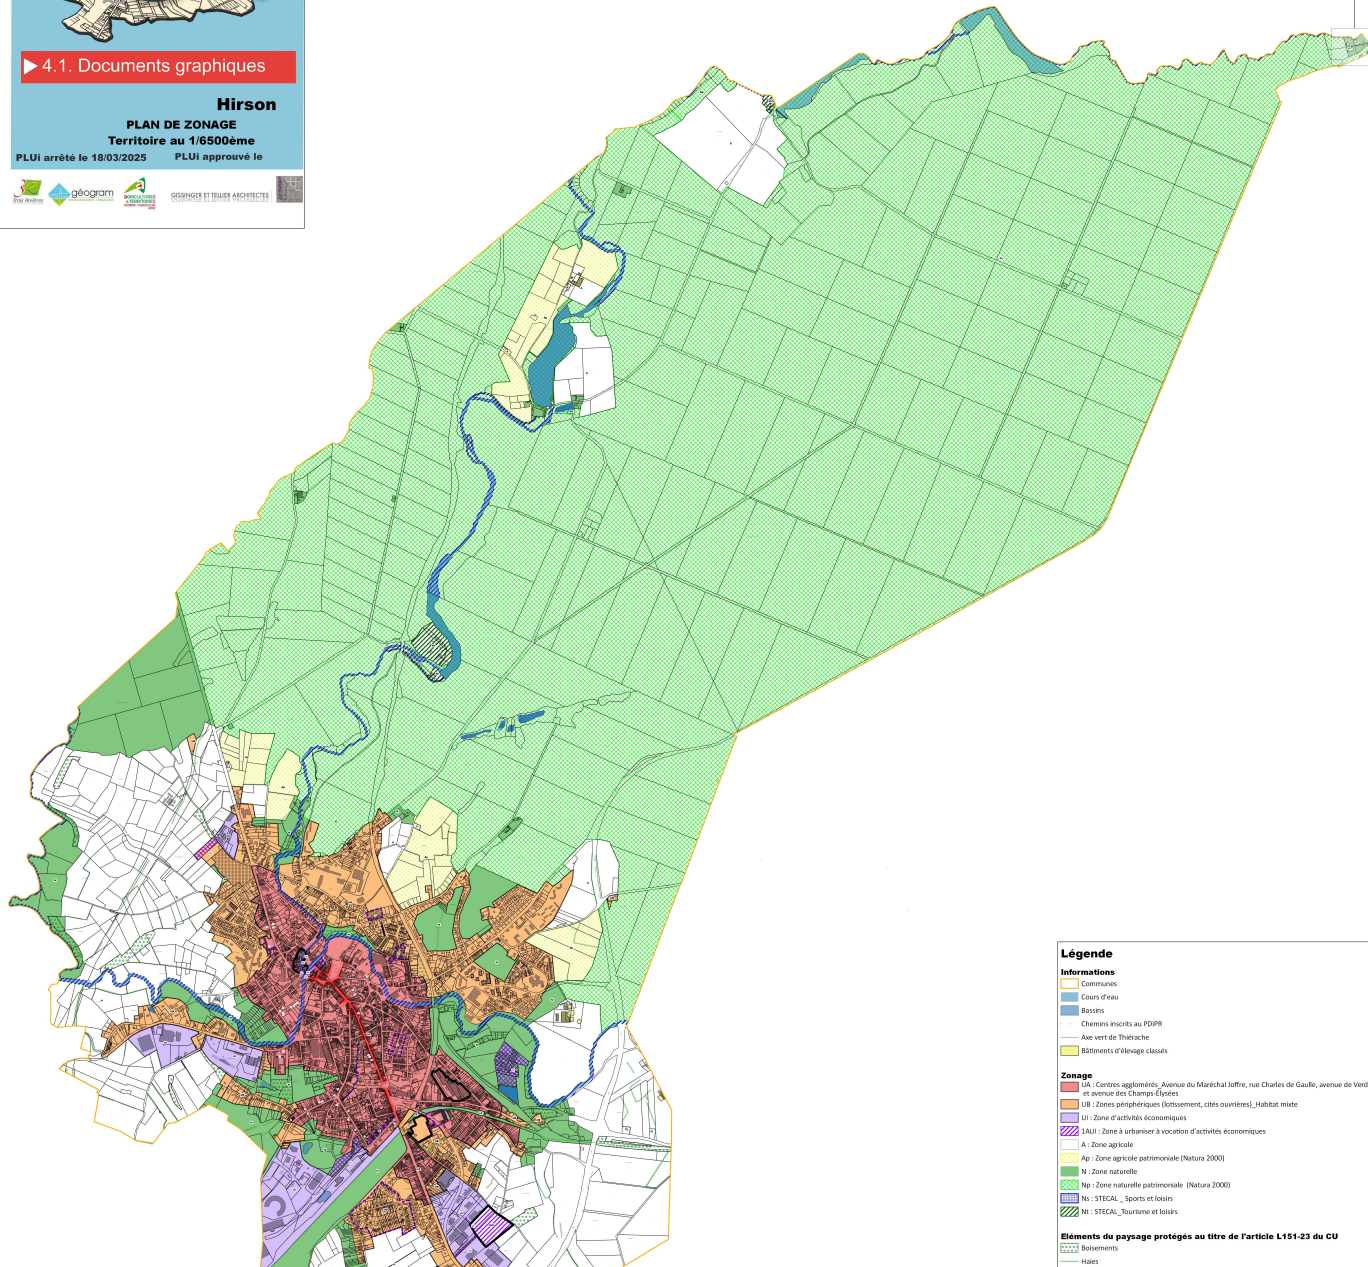 4.1. Documents graphiques
Hirson
PLAN DE ZONAGE
Territoire au 1/6500ème
PLUi arrêté le 18/03/2025 PLUi approuvé le
Trois Rivières
géogram
AGRICULTURES & TERRITOIRES
GISSINGER ET TELLIER ARCHITECTES
Légende
Informations
Communes
Cours d'eau
Bassins
Chemins inscrits au PDIPR
Axe vert de Thiérache
Bâtiments d'élevage classés
Zonage
UA : Centres agglomérés_Avenue du Maréchal Joffre, rue Charles de Gaulle, avenue de Verd
et avenue des Champs-Élysées
UB : Zones périphériques (lotissement, cités ouvrières)_Habitat mixte
UI : Zone d'activités économiques
1AUI : Zone à urbaniser à vocation d'activités économiques
A : Zone agricole
Ap : Zone agricole patrimoniale (Natura 2000)
N : Zone naturelle
Np : Zone naturelle patrimoniale (Natura 2000)
Ns : STECAL _ Sports et loisirs
Nt : STECAL_Tourisme et loisirs
Eléments du paysage protégés au titre de l'article L151-23 du CU
Boisements
Haies